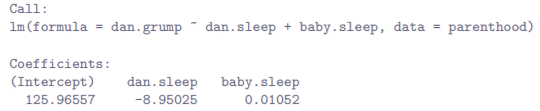 Call:
lm(formula = dan.grump ~ dan.sleep + baby.sleep, data = parenthood)
Coefficients:
(Intercept) dan.sleep baby.sleep
125.96557 -8.95025 0.01052